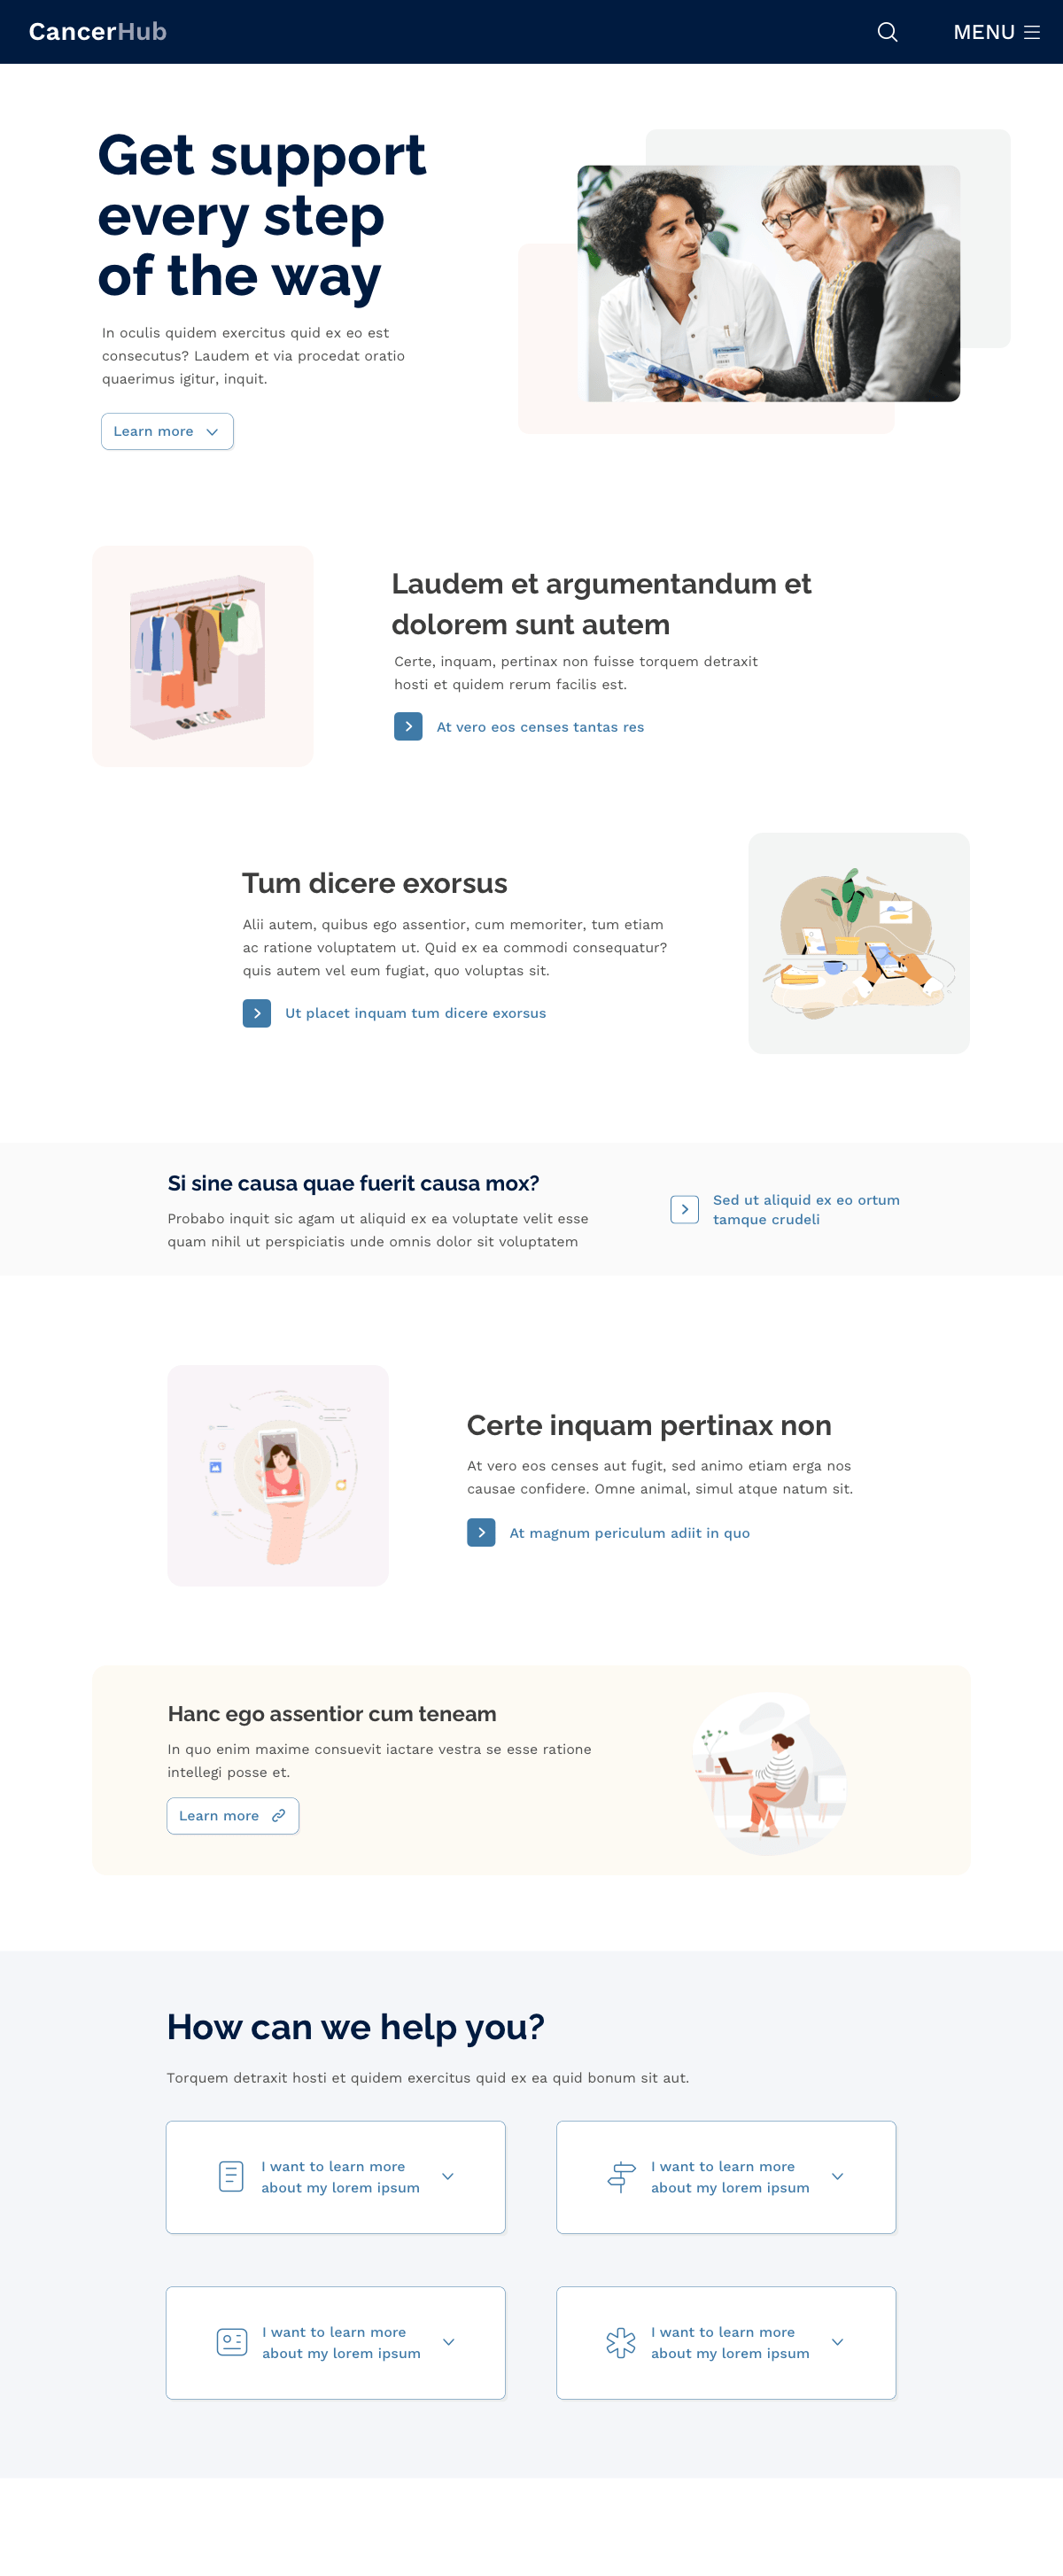 CancerHub
MENU
Get support
every step
of the way
In oculis quidem exercitus quid ex eo est
consecutus? Laudem et via procedat oratio
quaerimus igitur, inquit.
Learn more
Laudem et argumentandum et
dolorem sunt autem
Certe, inquam, pertinax non fuisse torquem detraxit
hosti et quidem rerum facilis est.
At vero eos censes tantas res
Tum dicere exorsus
Alii autem, quibus ego assentior, cum memoriter, tum etiam
ac ratione voluptatem ut. Quid ex ea commodi consequatur?
quis autem vel eum fugiat, quo voluptas sit.
Ut placet inquam tum dicere exorsus
Si sine causa quae fuerit causa mox?
Probabo inquit sic agam ut aliquid ex ea voluptate velit esse
quam nihil ut perspiciatis unde omnis dolor sit voluptatem
Sed ut aliquid ex eo ortum
tamque crudeli
Certe inquam pertinax non
At vero eos censes aut fugit, sed animo etiam erga nos
causae confidere. Omne animal, simul atque natum sit.
At magnum periculum adiit in quo
Hanc ego assentior cum teneam
In quo enim maxime consuevit iactare vestra se esse ratione
intellegi posse et.
Learn more
How can we help you?
Torquem detraxit hosti et quidem exercitus quid ex ea quid bonum sit aut.
I want to learn more
about my lorem ipsum
I want to learn more
about my lorem ipsum
I want to learn more
about my lorem ipsum
I want to learn more
about my lorem ipsum